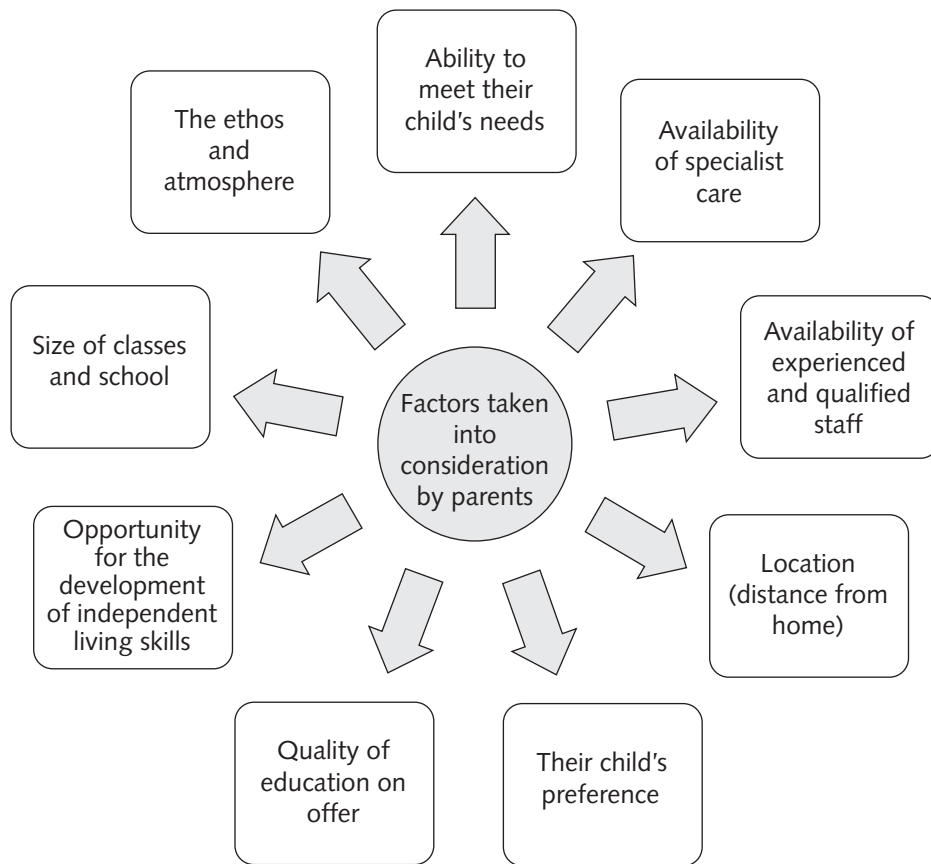 Factors taken
into
consideration
by parents
Ability to
meet their
child's needs
Availability
of specialist
care
Availability of
experienced
and qualified
staff
Location
(distance from
home)
Their child's
preference
Quality of
education on
offer
Opportunity
for the
development
of independent
living skills
Size of classes
and school
The ethos
and
atmosphere